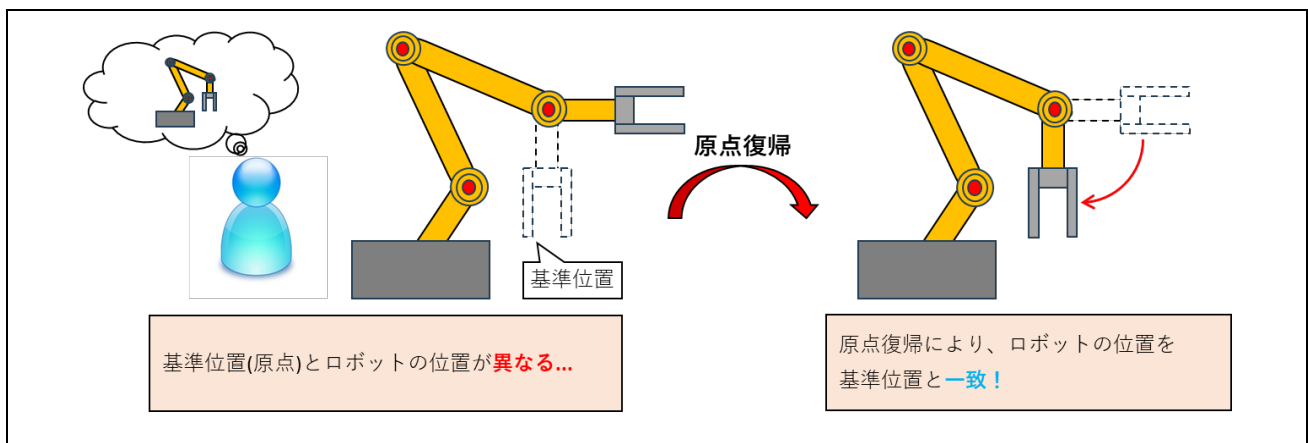 原点復帰
基準位置
基準位置(原点)とロボットの位置が異なる...
原点復帰により、ロボットの位置を
基準位置と一致！